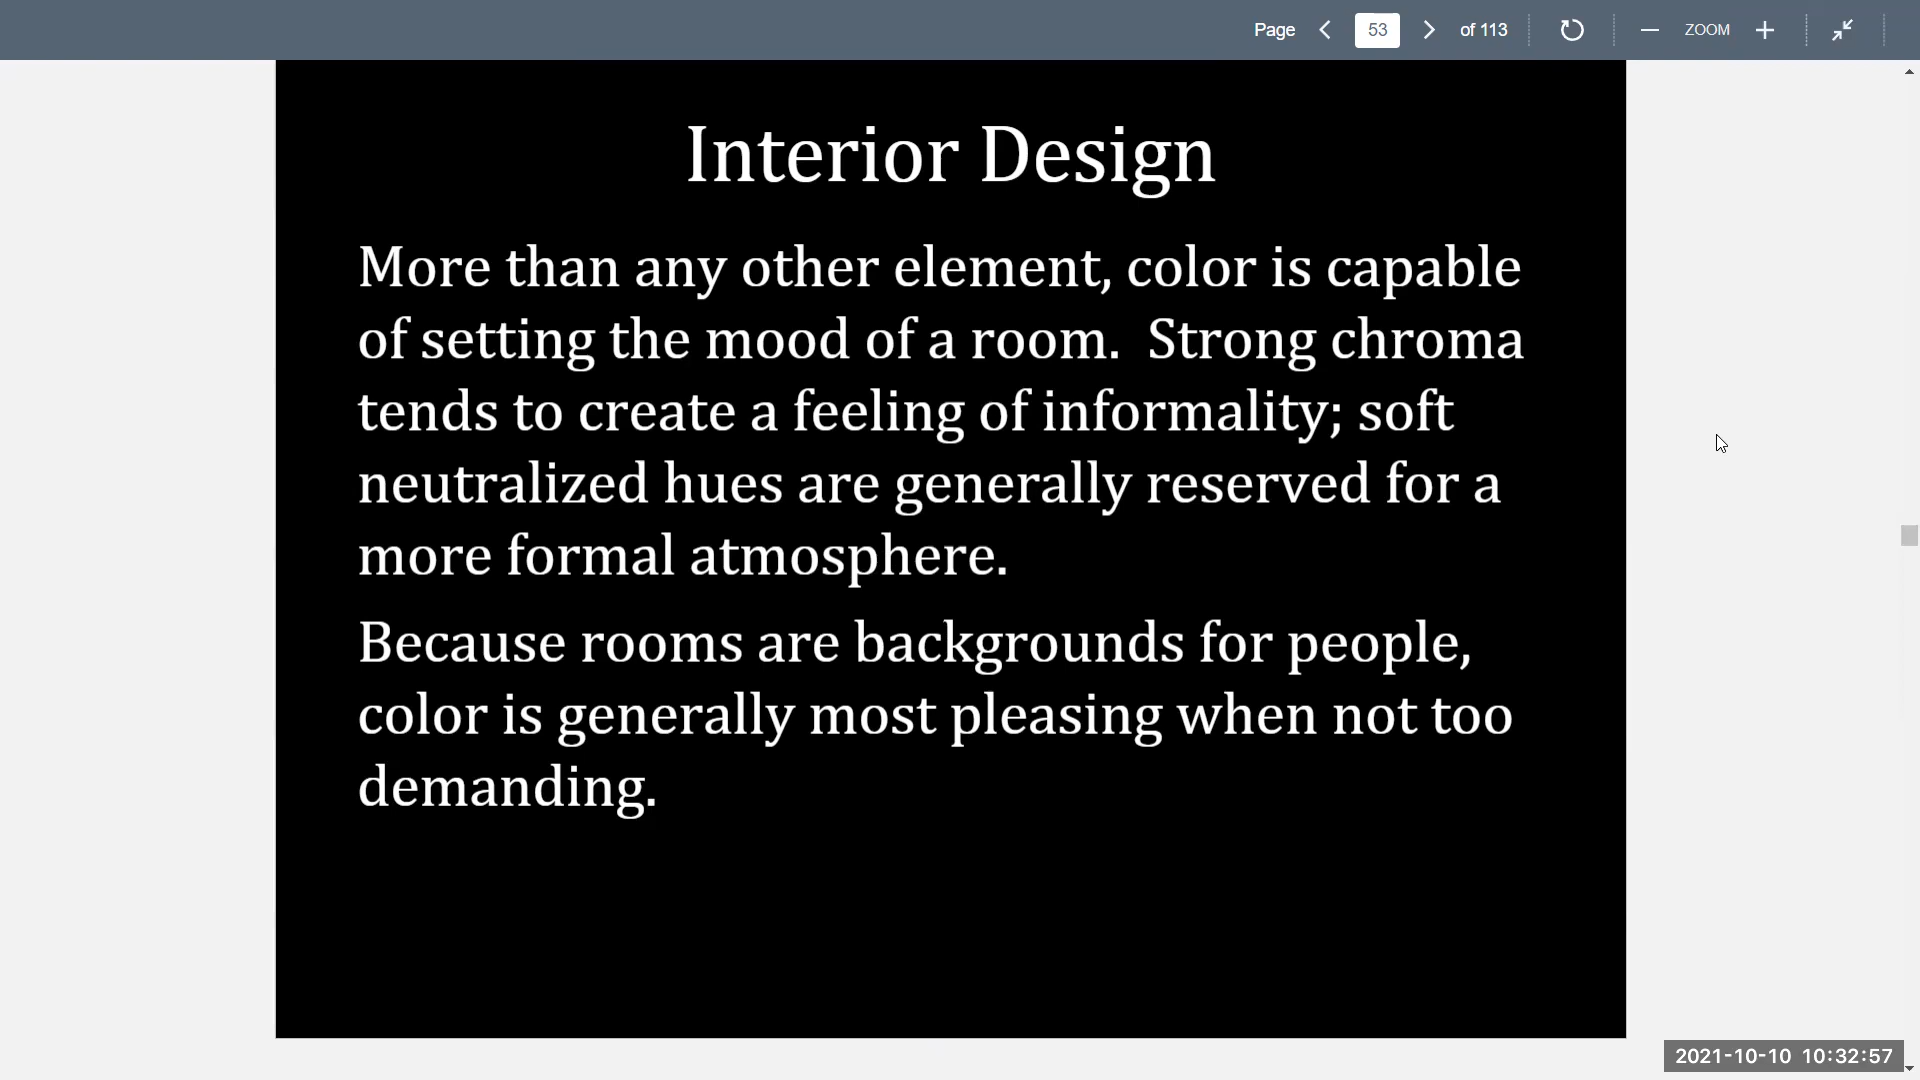 Page 53 of 113 ZOOM
Interior Design
More than any other element, color is capable
of setting the mood of a room.  Strong chroma
tends to create a feeling of informality; soft
neutralized hues are generally reserved for a
more formal atmosphere.
Because rooms are backgrounds for people,
color is generally most pleasing when not too
demanding.
2021-10-10 10:32:57